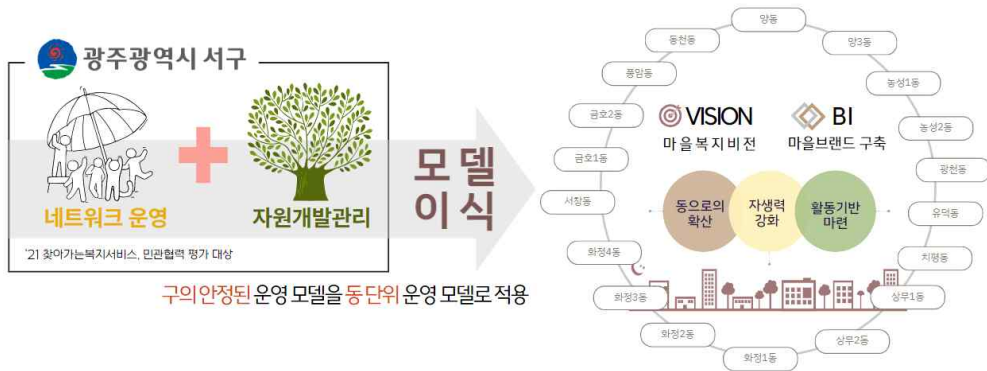 광주광역시 서구
네트워크 운영
자원개발관리
'21 찾아가는복지서비스, 민관협력 평가 대상
모델
이식
구의 안정된 운영 모델을 동 단위 운영 모델로 적용
양동
양3동
농성1동
농성2동
광천동
유덕동
치평동
상무1동
상무2동
화정1동
화정2동
화정3동
화정4동
서창동
금호1동
금호2동
풍암동
동천동
VISION
마을복지비전
BI
마을브랜드 구축
동으로의
확산
자생력
강화
활동기반
마련